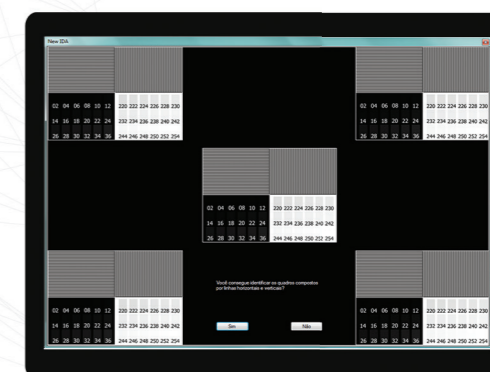 New IDA
02 04 06 08 10 12 220 222 224 226 228 230
14 16 18 20 22 24 232 234 236 238 240 242
26 28 30 32 34 36 244 246 248 250 252 254
02 04 06 08 10 12 220 222 224 226 228 230
14 16 18 20 22 24 232 234 236 238 240 242
26 28 30 32 34 36 244 246 248 250 252 254
02 04 06 08 10 12 220 222 224 226 228 230
14 16 18 20 22 24 232 234 236 238 240 242
26 28 30 32 34 36 244 246 248 250 252 254
Você consegue identificar os quadros compostos
por linhas horizontais e verticais?
Sim Não
02 04 06 08 10 12 220 222 224 226 228 230
14 16 18 20 22 24 232 234 236 238 240 242
26 28 30 32 34 36 244 246 248 250 252 254
02 04 06 08 10 12 220 222 224 226 228 230
14 16 18 20 22 24 232 234 236 238 240 242
26 28 30 32 34 36 244 246 248 250 252 254